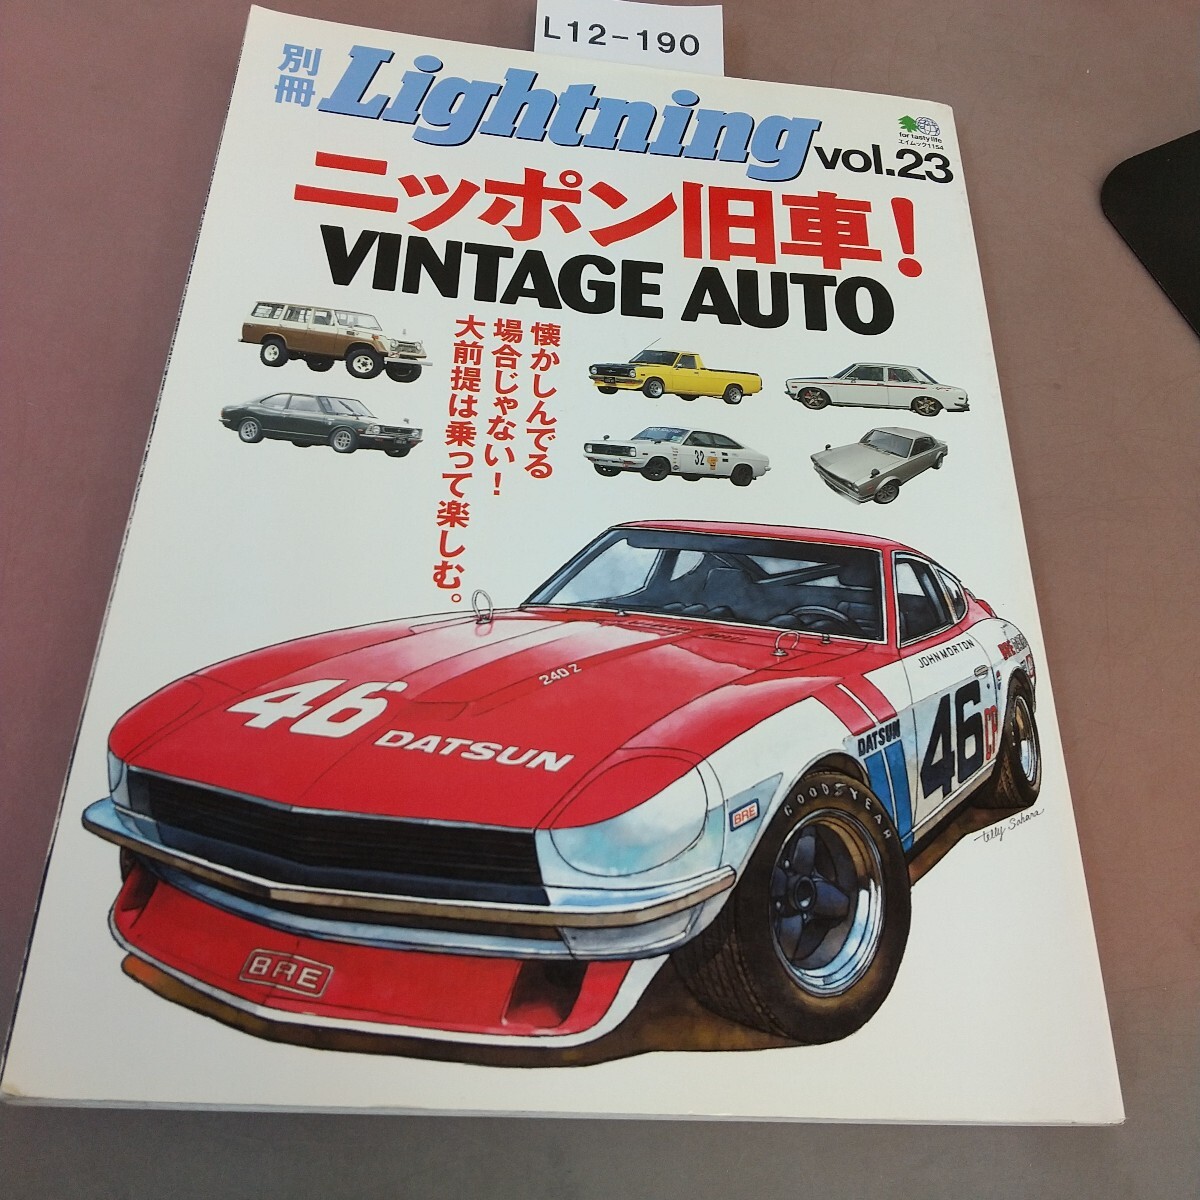 L12-190
別冊
Lightning
vol.23
for tasty life
エイムック1154
ニッポン旧車!
VINTAGE AUTO
懐かしんでる
場合じゃない!
大前提は乗って楽しむ。
32
240Z
46 DATSUN
JOHN MORTON
DATSUN
46
BRE
GOODYEAR
BRE